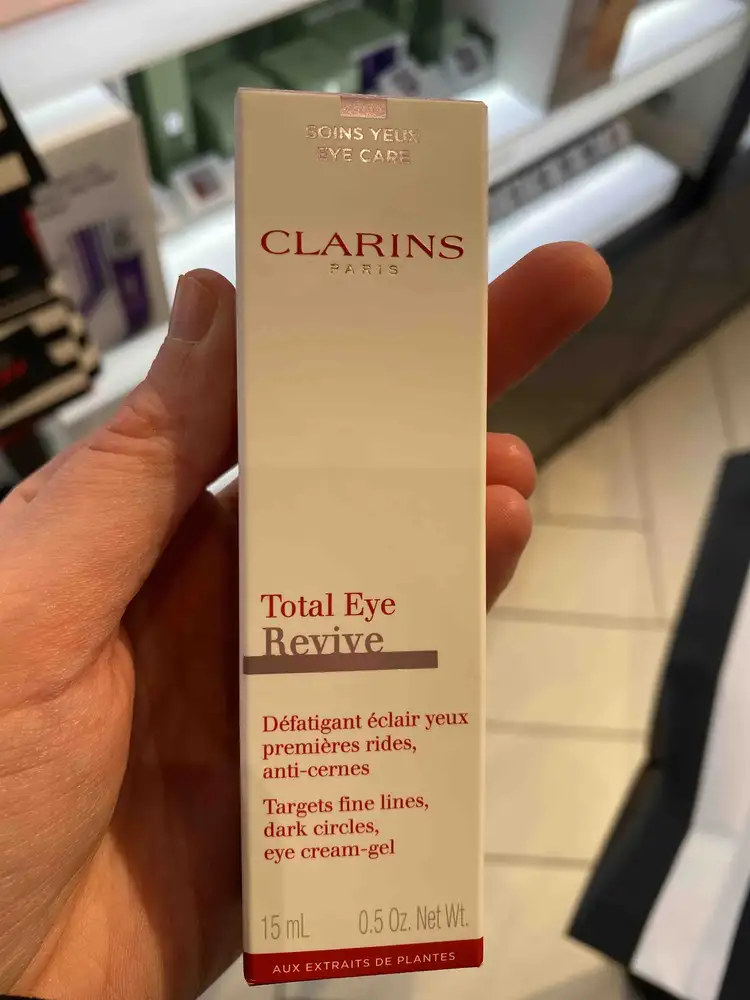 SOINS YEUX
EYE CARE
CLARINS
PARIS
Total Eye
Revive
Défatigant éclair yeux
premières rides,
anti-cernes
Targets fine lines,
dark circles,
eye cream-gel
15 mL 0.5 Oz. Net Wt.
AUX EXTRAITS DE PLANTES